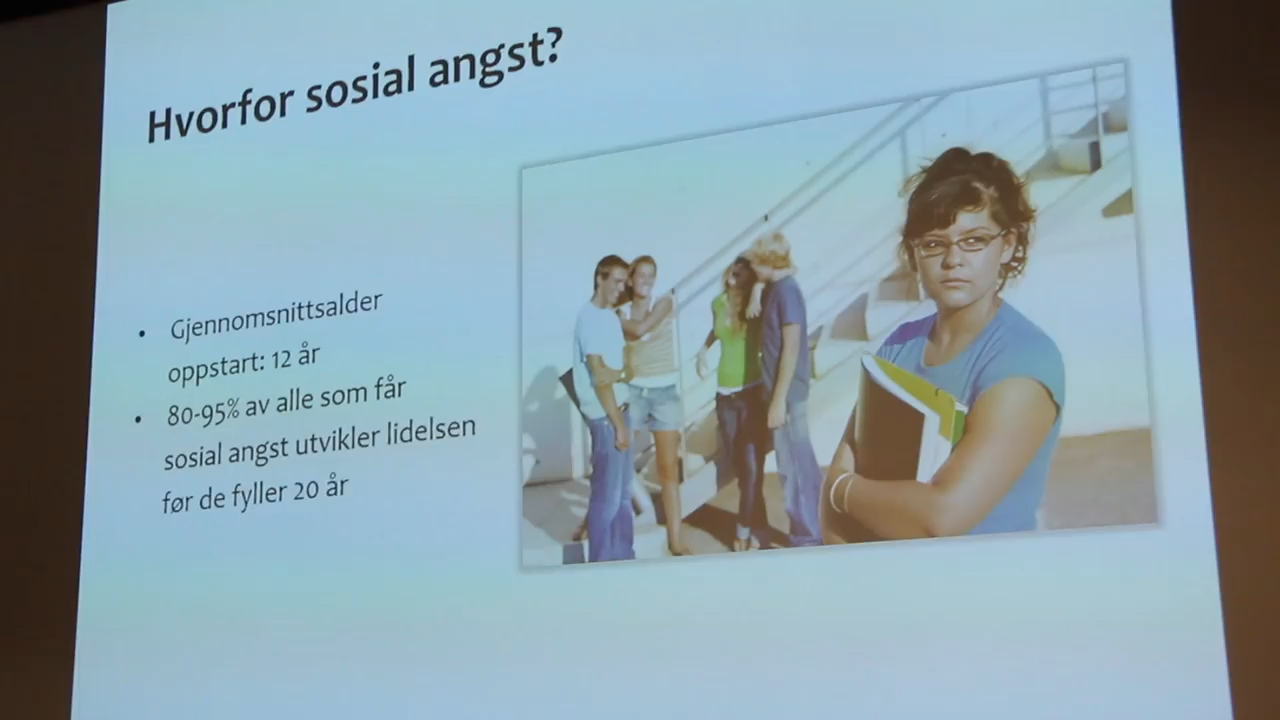 Hvorfor sosial angst?
• Gjennomsnittsalder
oppstart: 12 år
• 80-95% av alle som får
sosial angst utvikler lidelsen
før de fyller 20 år